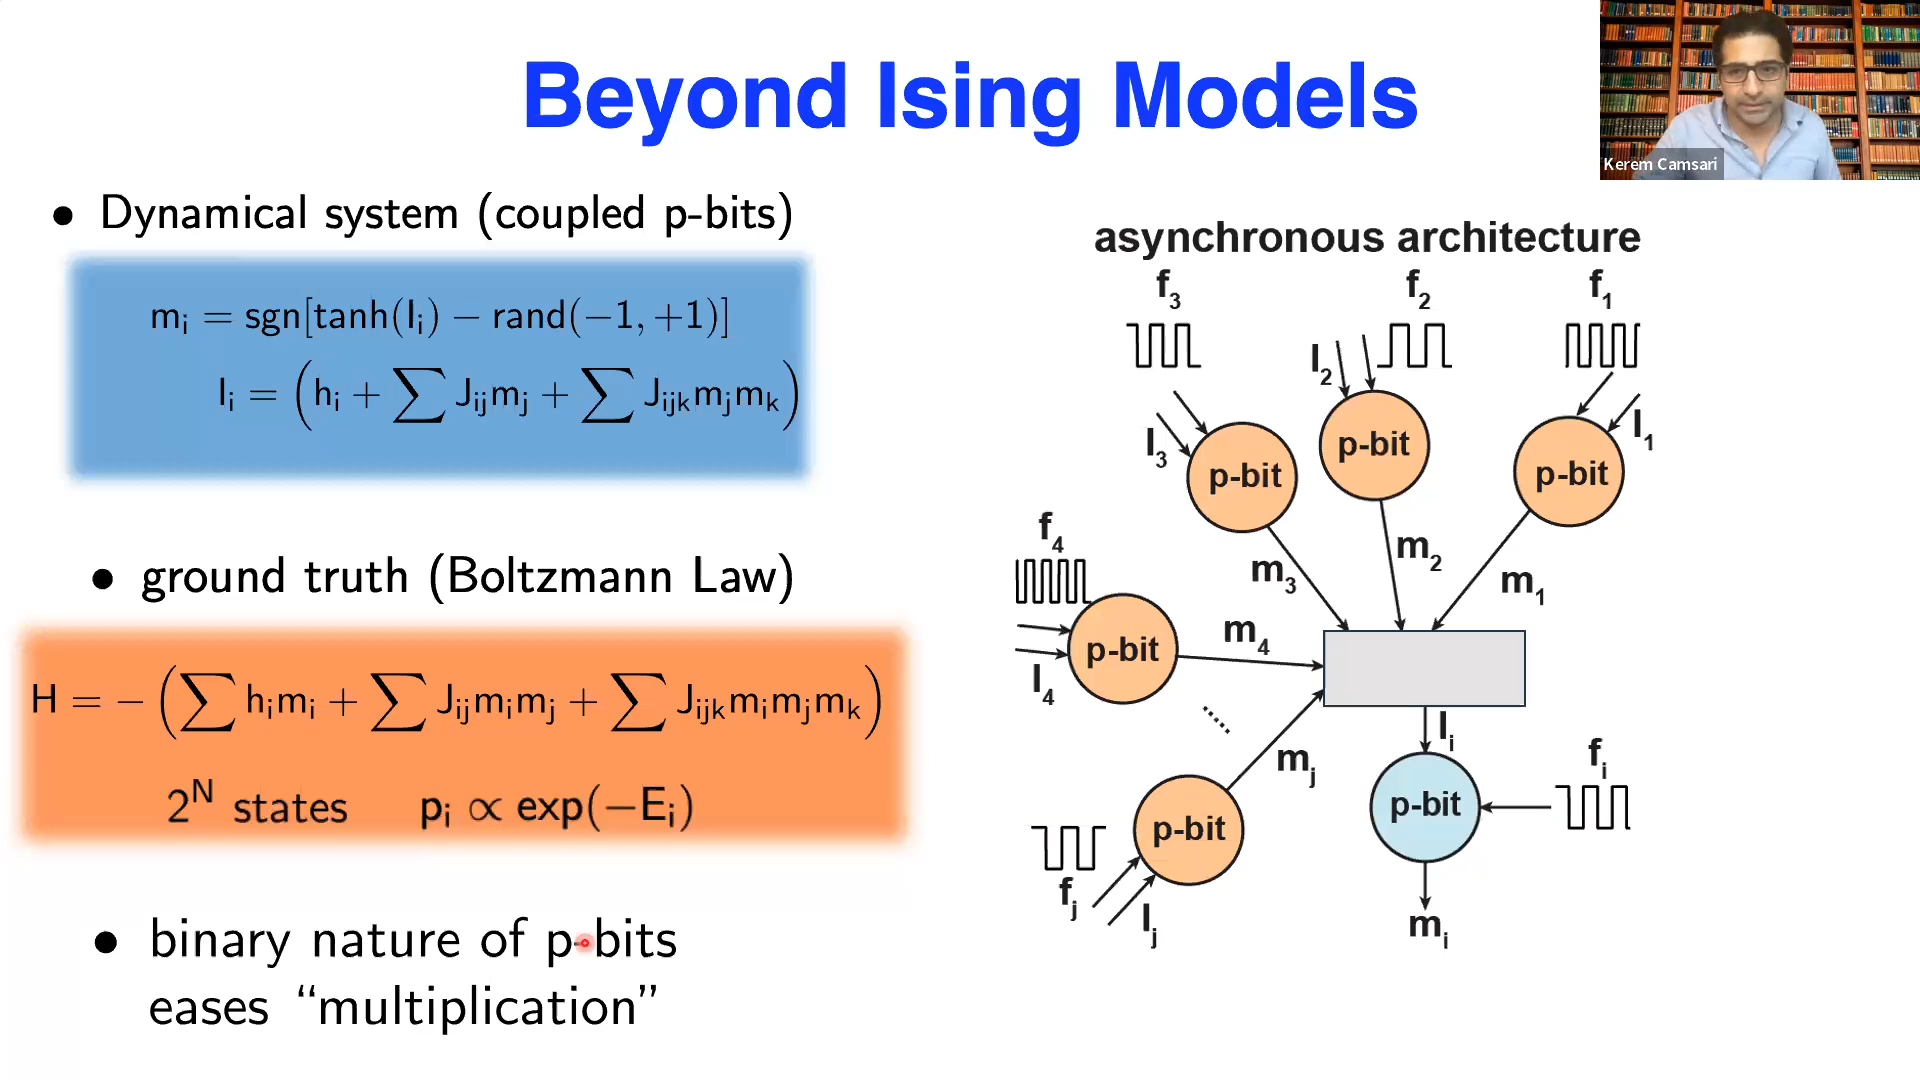 Beyond Ising Models
Kerem Camsari
• Dynamical system (coupled p-bits)
mᵢ = sgn[tanh(Iᵢ) − rand(−1, +1)]
Iᵢ = (hᵢ + ∑ Jᵢⱼmⱼ + ∑ Jᵢⱼₖmⱼmₖ)
• ground truth (Boltzmann Law)
H = − (∑ hᵢmᵢ + ∑ Jᵢⱼmᵢmⱼ + ∑ Jᵢⱼₖmᵢmⱼmₖ)
2ᴺ states pᵢ ∝ exp(−Eᵢ)
• binary nature of p-bits
eases “multiplication”
asynchronous architecture
f₃
f₂
f₁
I₂
I₁
I₃
p-bit
p-bit
p-bit
f₄
m₃
m₂
m₁
p-bit
m₄
I₄
mⱼ
Iᵢ
fᵢ
p-bit
p-bit
fⱼ
Iⱼ
mᵢ